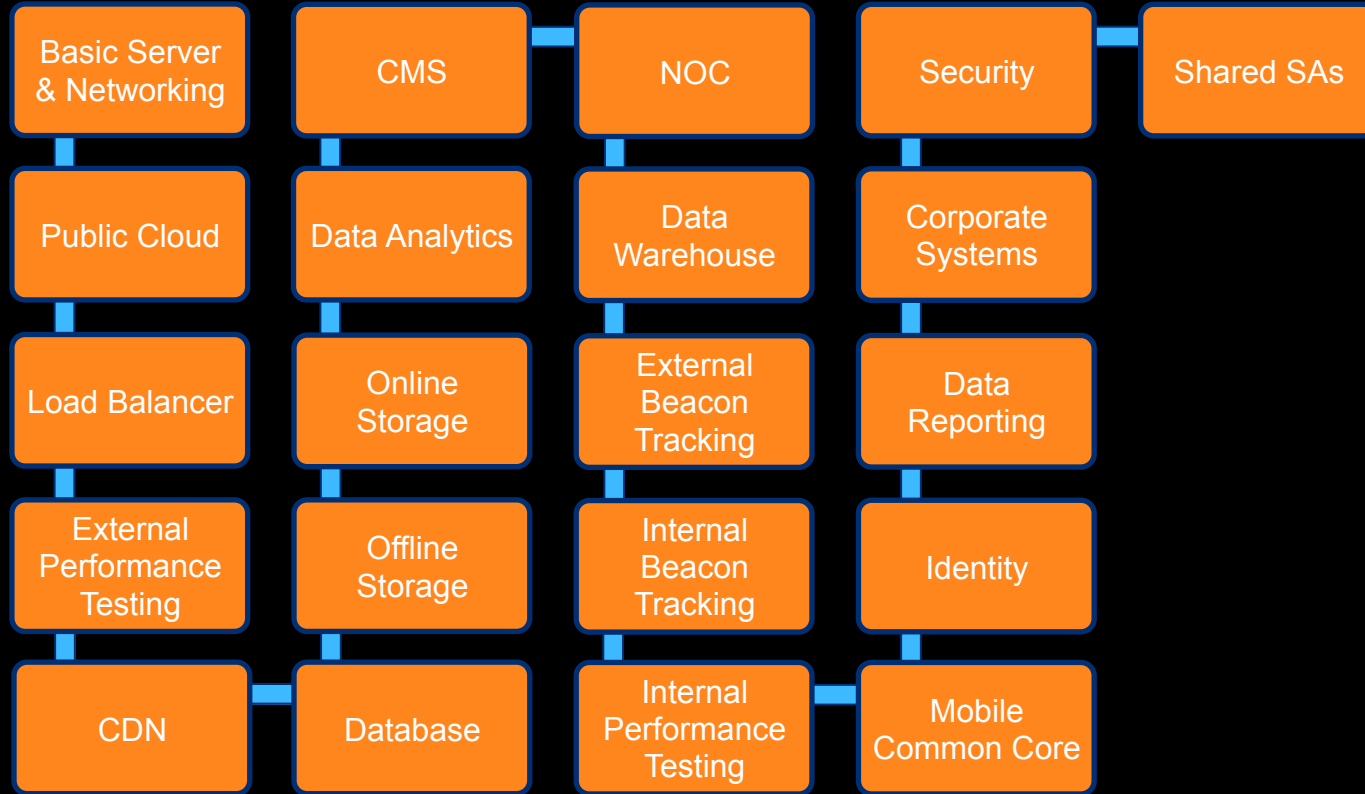 Basic Server
& Networking
Public Cloud
Load Balancer
External
Performance
Testing
CDN
Database
Offline
Storage
Online
Storage
Data Analytics
CMS
NOC
Data
Warehouse
External
Beacon
Tracking
Internal
Beacon
Tracking
Internal
Performance
Testing
Mobile
Common Core
Identity
Data
Reporting
Corporate
Systems
Security
Shared SAs